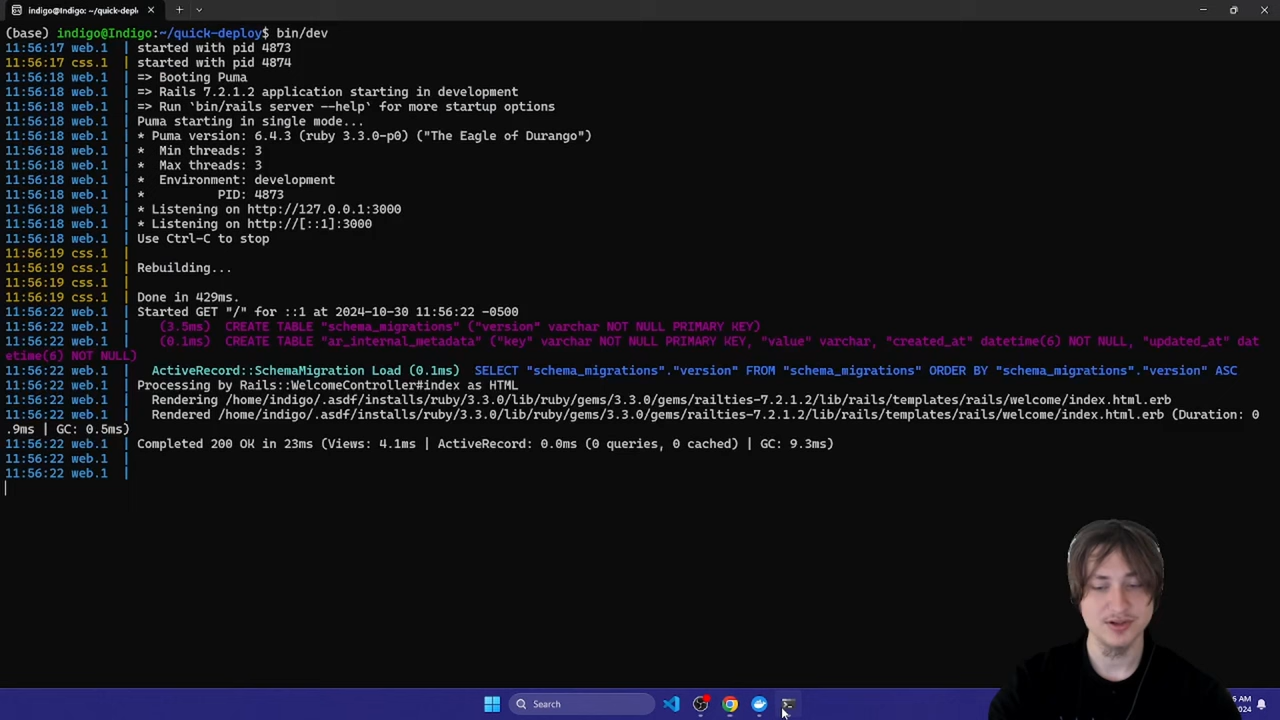 indigo@Indigo: ~/quick-deplo
(base) indigo@Indigo:~/quick-deploy$ bin/dev
11:56:17 web.1  | started with pid 4873
11:56:17 css.1  | started with pid 4874
11:56:18 web.1  | => Booting Puma
11:56:18 web.1  | => Rails 7.2.1.2 application starting in development
11:56:18 web.1  | => Run `bin/rails server --help` for more startup options
11:56:18 web.1  | Puma starting in single mode...
11:56:18 web.1  | * Puma version: 6.4.3 (ruby 3.3.0-p0) ("The Eagle of Durango")
11:56:18 web.1  | *  Min threads: 3
11:56:18 web.1  | *  Max threads: 3
11:56:18 web.1  | *  Environment: development
11:56:18 web.1  | *          PID: 4873
11:56:18 web.1  | * Listening on http://127.0.0.1:3000
11:56:18 web.1  | * Listening on http://[::1]:3000
11:56:18 web.1  | Use Ctrl-C to stop
11:56:19 css.1  |
11:56:19 css.1  | Rebuilding...
11:56:19 css.1  |
11:56:19 css.1  | Done in 429ms.
11:56:22 web.1  | Started GET "/" for ::1 at 2024-10-30 11:56:22 -0500
11:56:22 web.1  |    (3.5ms)  CREATE TABLE "schema_migrations" ("version" varchar NOT NULL PRIMARY KEY)
11:56:22 web.1  |    (0.1ms)  CREATE TABLE "ar_internal_metadata" ("key" varchar NOT NULL PRIMARY KEY, "value" varchar, "created_at" datetime(6) NOT NULL, "updated_at" dat
etime(6) NOT NULL)
11:56:22 web.1  |   ActiveRecord::SchemaMigration Load (0.1ms)  SELECT "schema_migrations"."version" FROM "schema_migrations" ORDER BY "schema_migrations"."version" ASC
11:56:22 web.1  | Processing by Rails::WelcomeController#index as HTML
11:56:22 web.1  |   Rendering /home/indigo/.asdf/installs/ruby/3.3.0/lib/ruby/gems/3.3.0/gems/railties-7.2.1.2/lib/rails/templates/rails/welcome/index.html.erb
11:56:22 web.1  |   Rendered /home/indigo/.asdf/installs/ruby/3.3.0/lib/ruby/gems/3.3.0/gems/railties-7.2.1.2/lib/rails/templates/rails/welcome/index.html.erb (Duration: 0
.9ms | GC: 0.5ms)
11:56:22 web.1  | Completed 200 OK in 23ms (Views: 4.1ms | ActiveRecord: 0.0ms (0 queries, 0 cached) | GC: 9.3ms)
11:56:22 web.1  |
11:56:22 web.1  |
Search